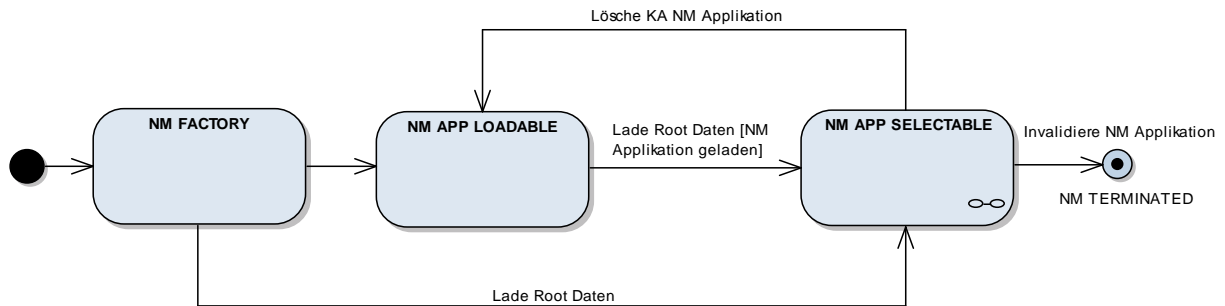 Lösche KA NM Applikation
NM FACTORY
NM APP LOADABLE
Lade Root Daten [NM
Applikation geladen]
NM APP SELECTABLE
Invalidiere NM Applikation
NM TERMINATED
Lade Root Daten